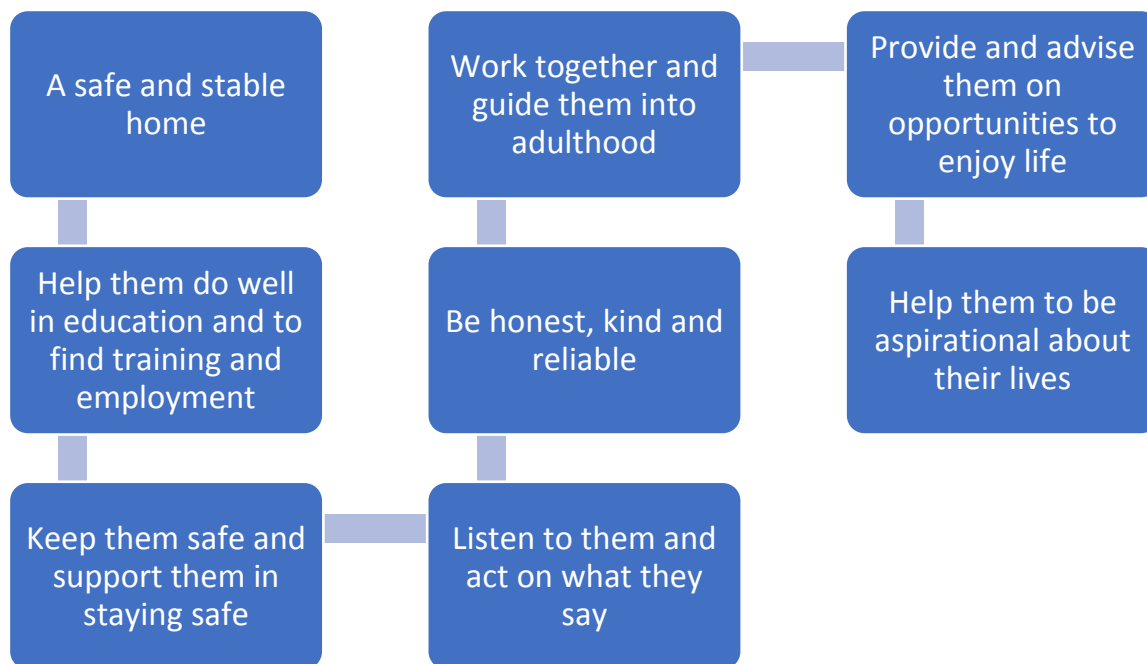 A safe and stable
home
Help them do well
in education and to
find training and
employment
Keep them safe and
support them in
staying safe
Listen to them and
act on what they
say
Be honest, kind and
reliable
Work together and
guide them into
adulthood
Provide and advise
them on
opportunities to
enjoy life
Help them to be
aspirational about
their lives